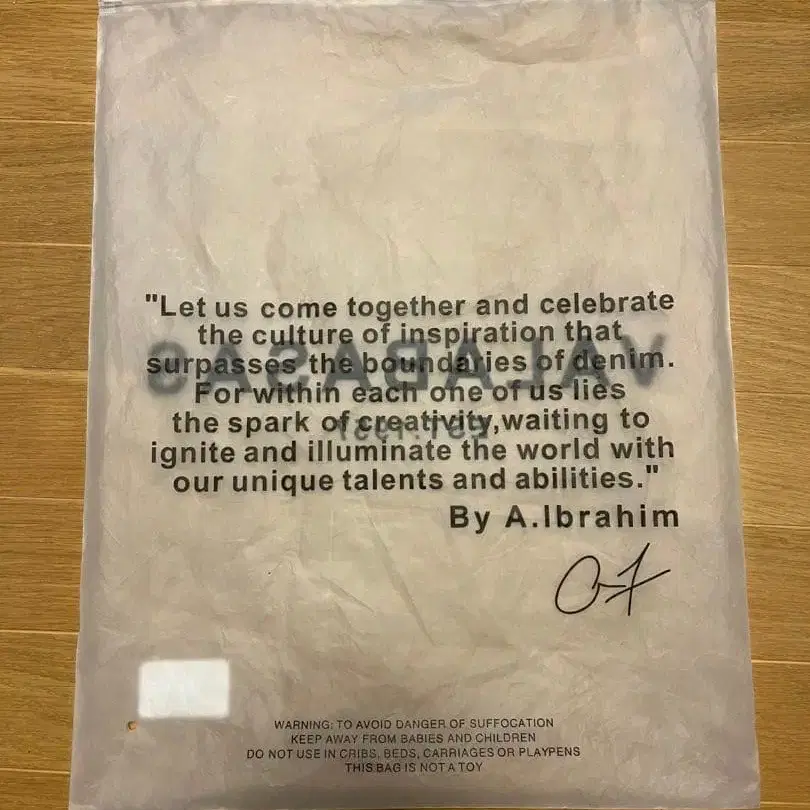 "Let us come together and celebrate
the culture of inspiration that
surpasses the boundaries of denim.
For within each one of us lies
the spark of creativity,waiting to
ignite and illuminate the world with
our unique talents and abilities."
By A.Ibrahim
VALABASAS
EST.1997
WARNING: TO AVOID DANGER OF SUFFOCATION
KEEP AWAY FROM BABIES AND CHILDREN
DO NOT USE IN CRIBS, BEDS, CARRIAGES OR PLAYPENS
THIS BAG IS NOT A TOY